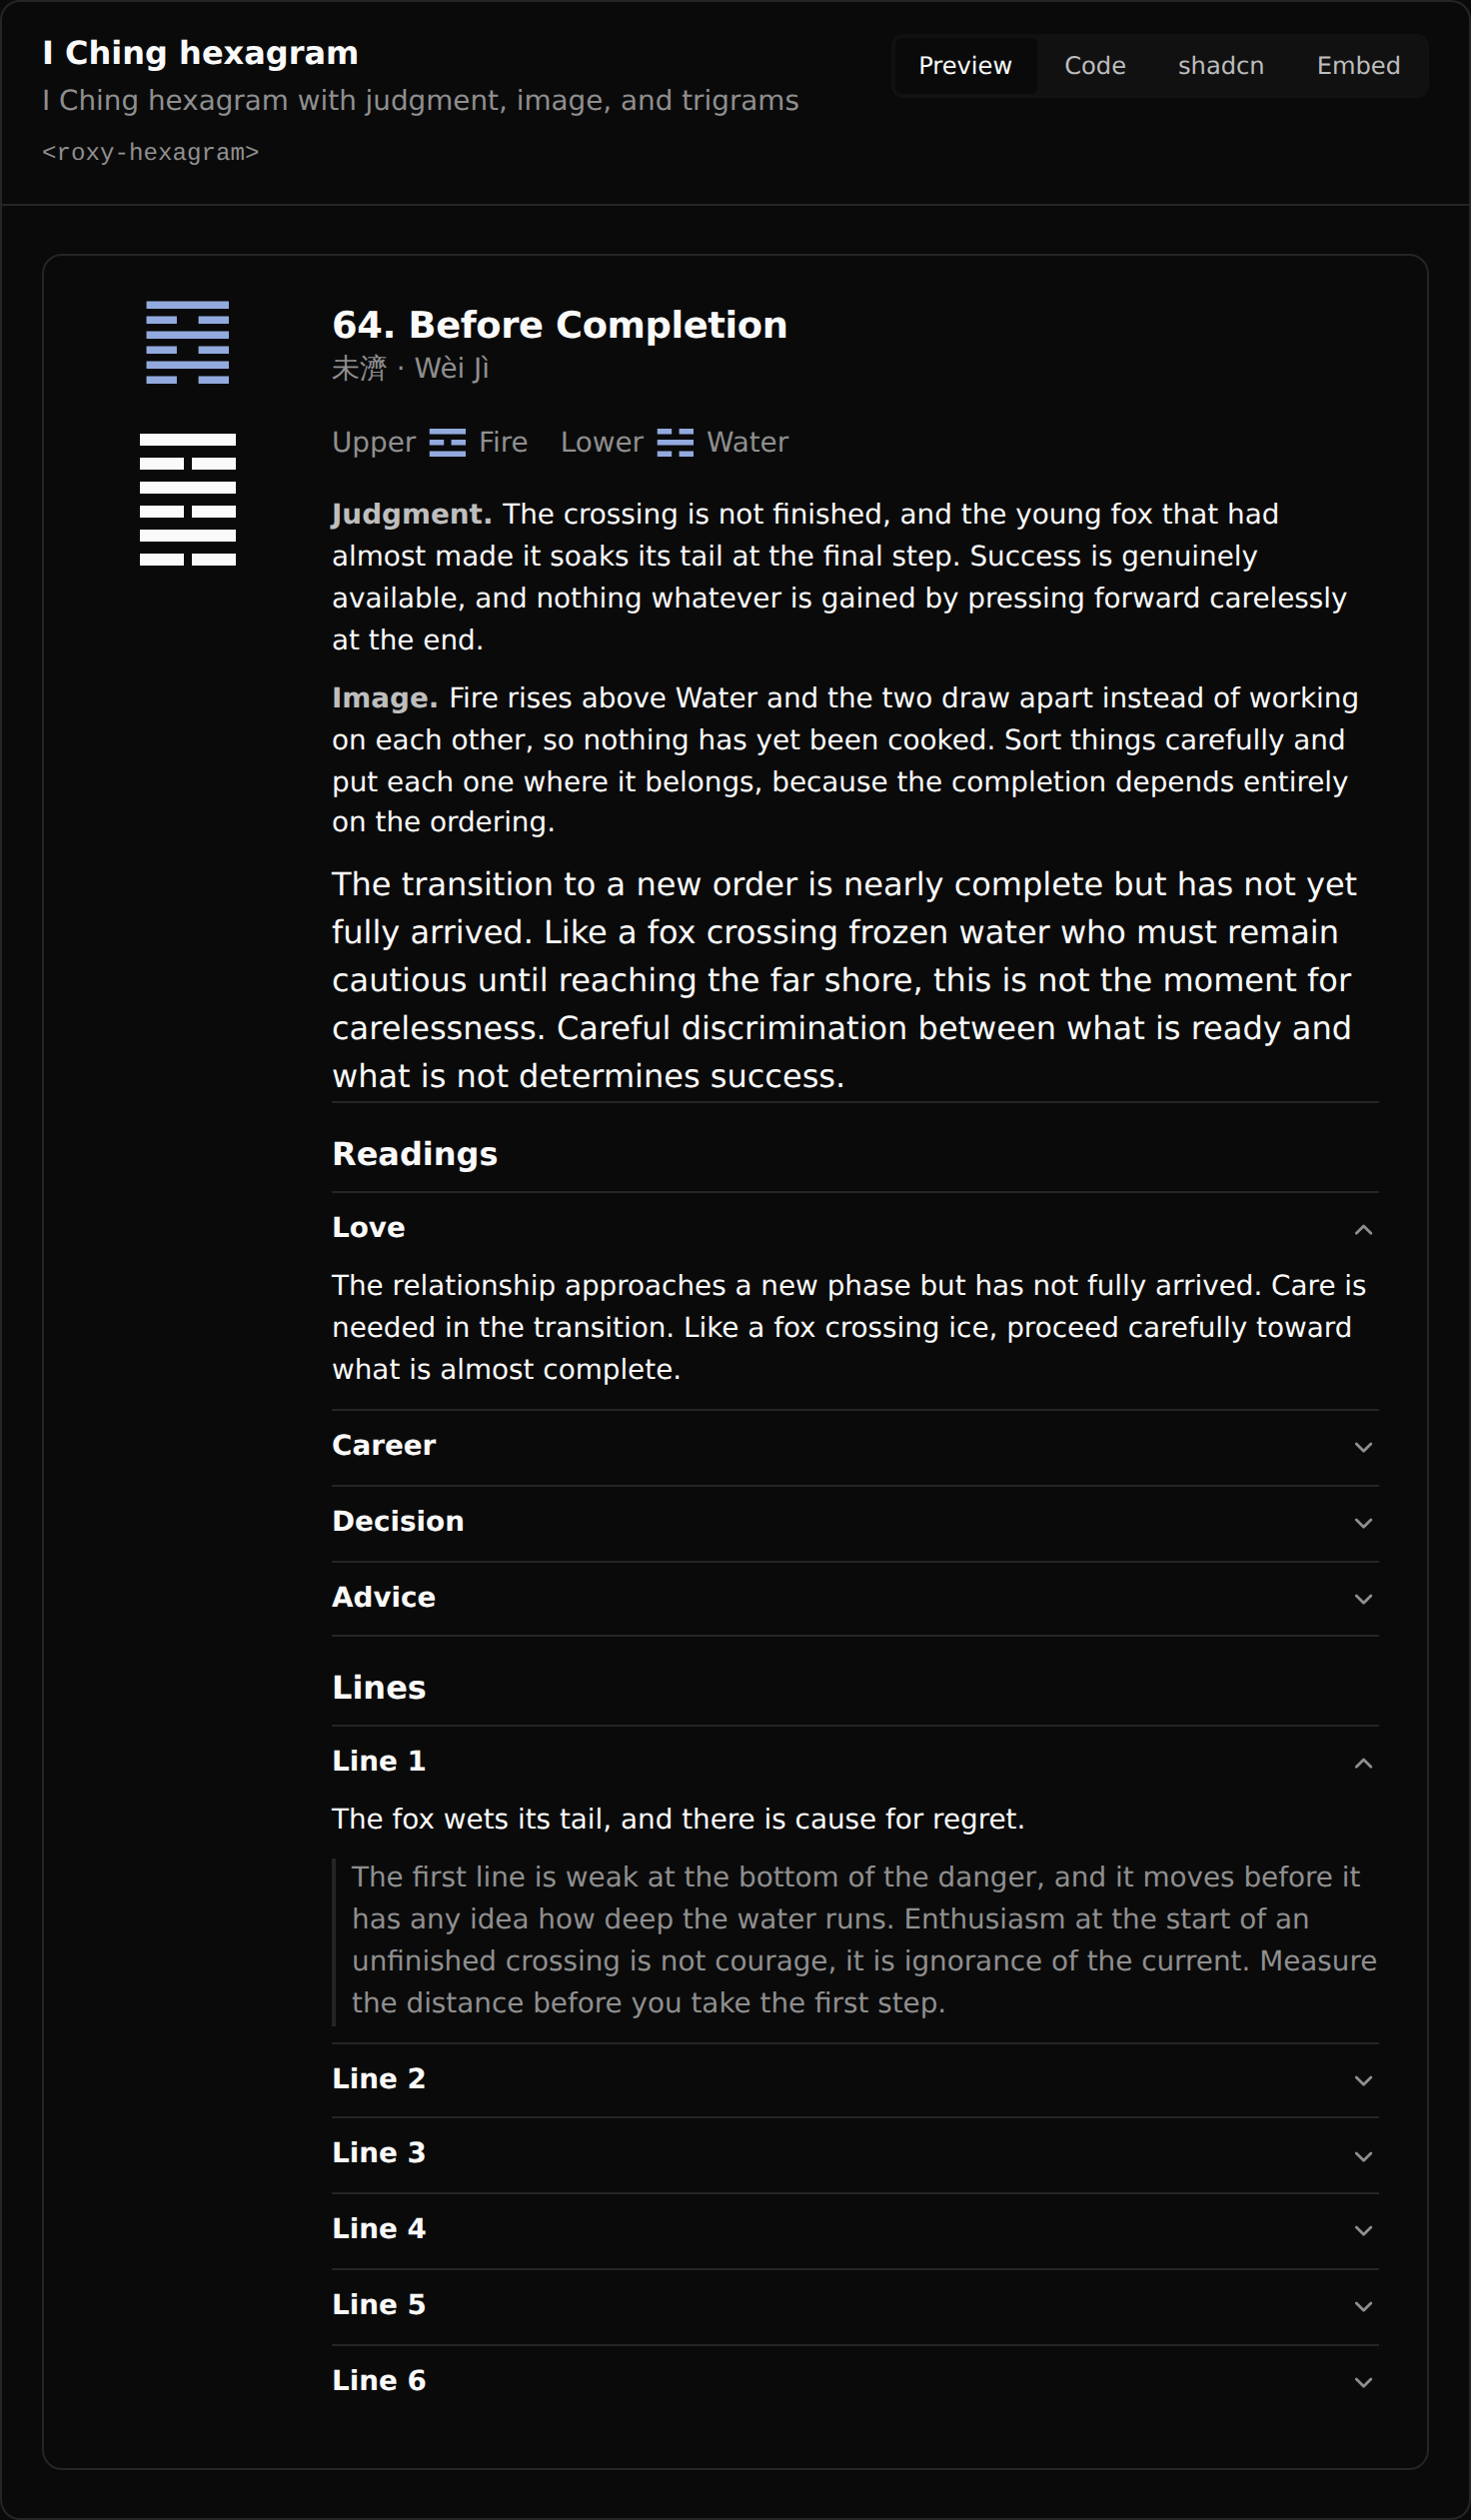 I Ching hexagram
I Ching hexagram with judgment, image, and trigrams
<roxy-hexagram>
Preview
Code
shadcn
Embed
64. Before Completion
未濟 · Wèi Jì
Upper ䷝ Fire Lower Water
Judgment. The crossing is not finished, and the young fox that had
almost made it soaks its tail at the final step. Success is genuinely
available, and nothing whatever is gained by pressing forward carelessly
at the end.
Image. Fire rises above Water and the two draw apart instead of working
on each other, so nothing has yet been cooked. Sort things carefully and
put each one where it belongs, because the completion depends entirely
on the ordering.
The transition to a new order is nearly complete but has not yet
fully arrived. Like a fox crossing frozen water who must remain
cautious until reaching the far shore, this is not the moment for
carelessness. Careful discrimination between what is ready and
what is not determines success.
Readings
Love
The relationship approaches a new phase but has not fully arrived. Care is
needed in the transition. Like a fox crossing ice, proceed carefully toward
what is almost complete.
Career
Decision
Advice
Lines
Line 1
The fox wets its tail, and there is cause for regret.
The first line is weak at the bottom of the danger, and it moves before it
has any idea how deep the water runs. Enthusiasm at the start of an
unfinished crossing is not courage, it is ignorance of the current. Measure
the distance before you take the first step.
Line 2
Line 3
Line 4
Line 5
Line 6